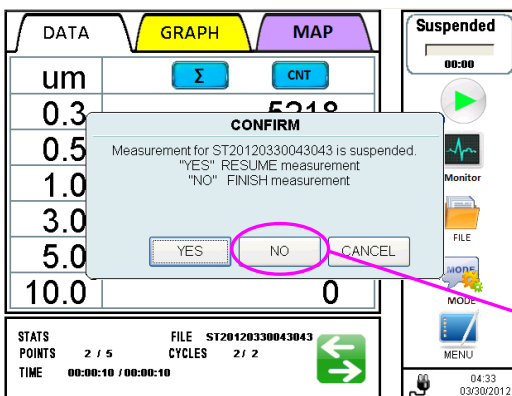 DATA GRAPH MAP
um Σ CNT
0.3
0.5
1.0
3.0
5.0
10.0 0
CONFIRM
Measurement for ST20120330043043 is suspended.
"YES" RESUME measurement
"NO" FINISH measurement
YES NO CANCEL
STATS FILE ST20120330043043
POINTS 2 / 5 CYCLES 2/ 2
TIME 00:00:10 / 00:00:10
Suspended
00:00
Monitor
FILE
MODE
MODE
MENU
04:33
03/30/2012